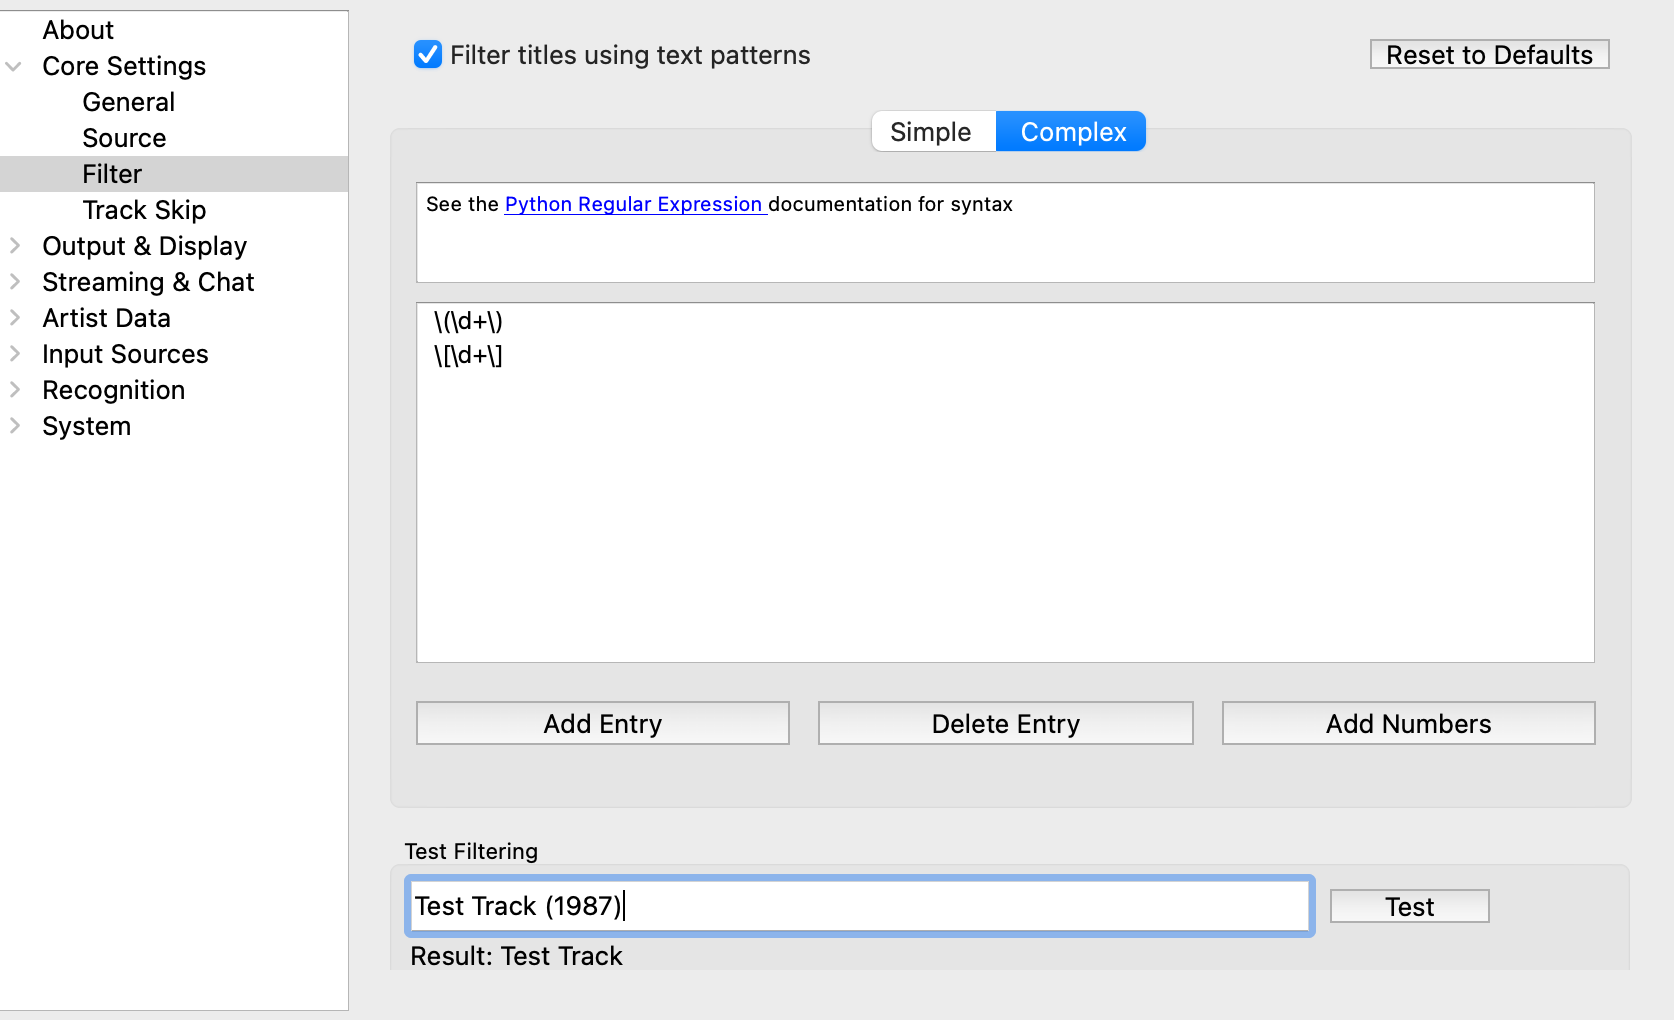 About
Core Settings
General
Source
Filter
Track Skip
Output & Display
Streaming & Chat
Artist Data
Input Sources
Recognition
System
Filter titles using text patterns
Reset to Defaults
Simple
Complex
See the Python Regular Expression documentation for syntax
\(\d+\)
\[\d+\]
Add Entry
Delete Entry
Add Numbers
Test Filtering
Test Track (1987)
Test
Result: Test Track